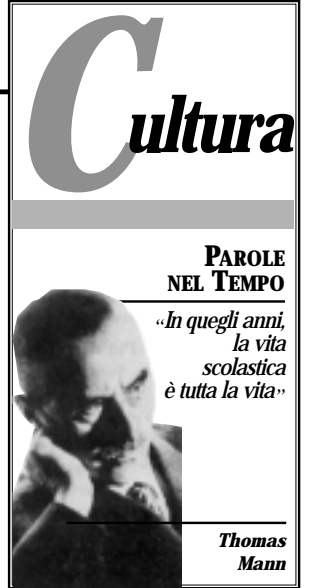 Cultura
PAROLE
NEL TEMPO
«In quegli anni,
la vita
scolastica
è tutta la vita»
Thomas
Mann